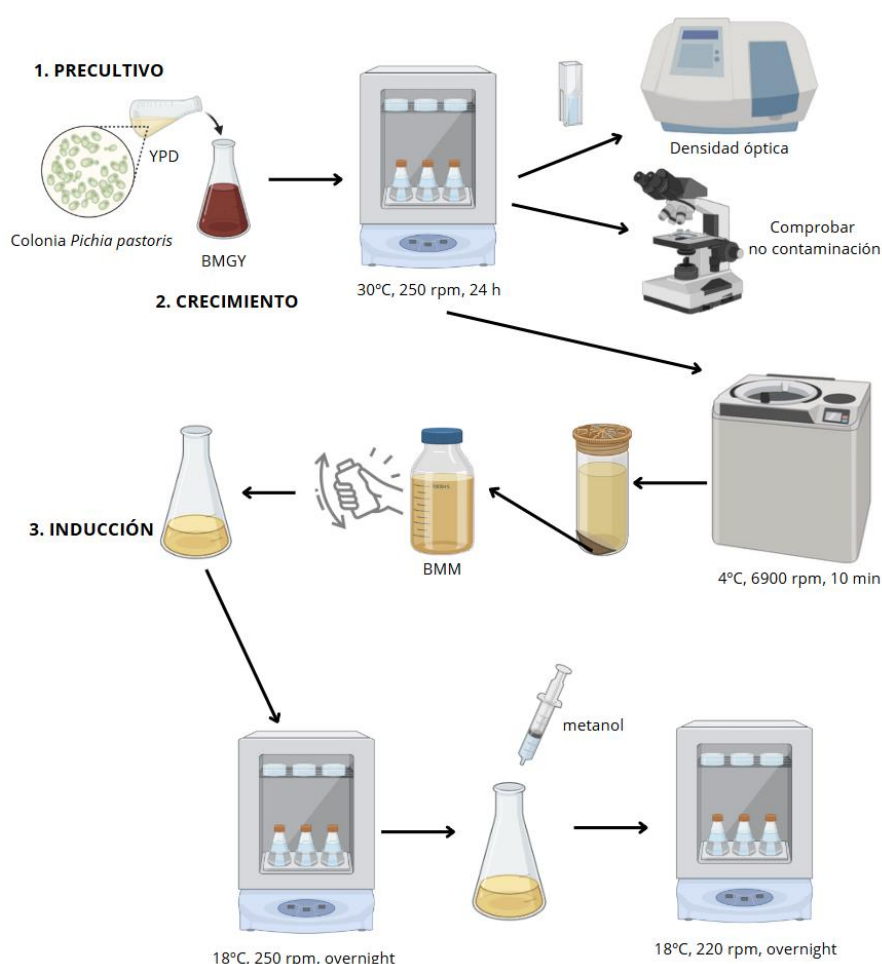 1. PRECULTIVO
YPD
Colonia Pichia pastoris
BMGY
2. CRECIMIENTO
30ºC, 250 rpm, 24 h
Densidad óptica
Comprobar
no contaminación
4ºC, 6900 rpm, 10 min
BMM
3. INDUCCIÓN
18ºC, 250 rpm, overnight
metanol
18ºC, 220 rpm, overnight